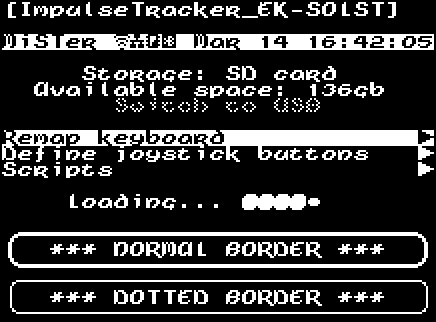 [ImpulseTracker_EK-SOLST]
MiSTer Mar 14 16:42:05
Storage: SD card
Available space: 136gb
Switch to USB
Remap keyboard
Define joystick buttons
Scripts
Loading...
*** NORMAL BORDER ***
*** DOTTED BORDER ***